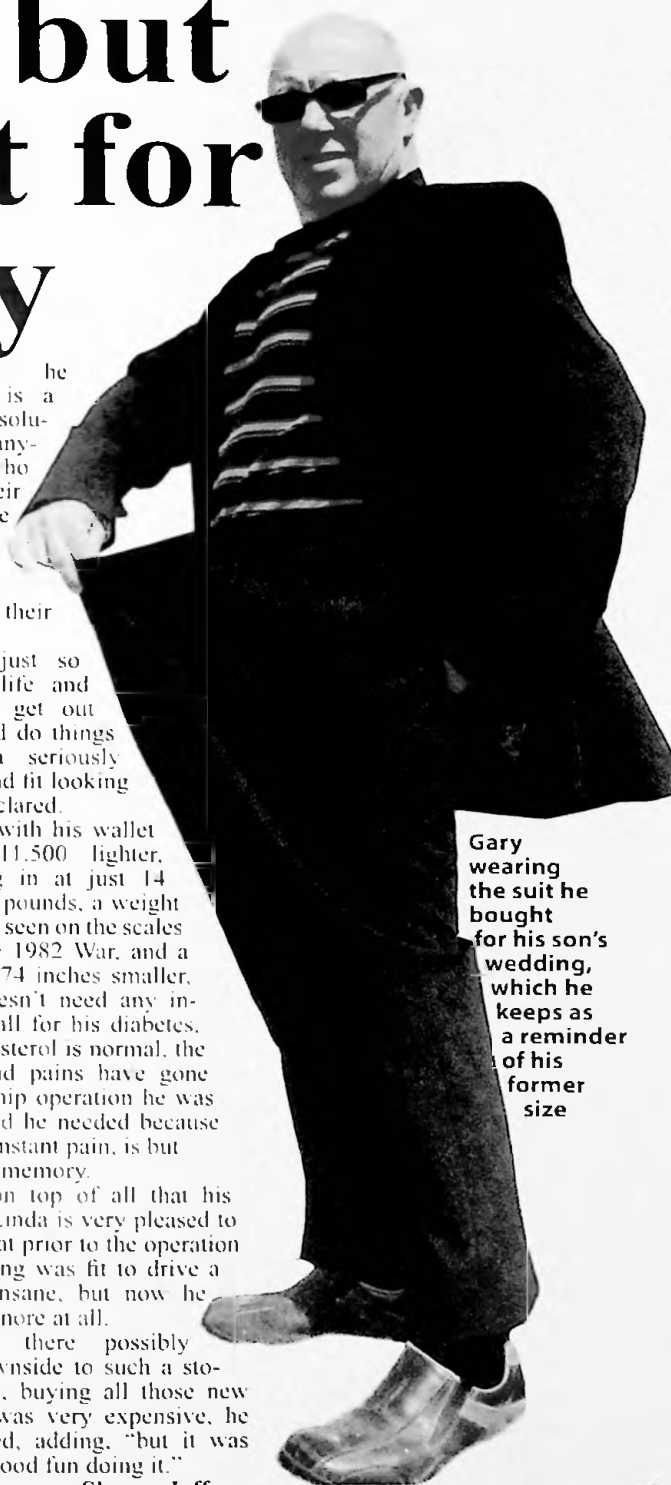 but
t for
y
he
is a
solu-
any-
ho
eir
e
their
just so
life and
get out
d do things
a seriously
nd fit looking
clared.
with his wallet
11,500 lighter,
g in at just 14
pounds, a weight
seen on the scales
1982 War, and a
74 inches smaller,
esn't need any in-
all for his diabetes,
sterol is normal, the
nd pains have gone
hip operation he was
d he needed because
nstant pain, is but
memory.
on top of all that his
Linda is very pleased to
at prior to the operation
ng was fit to drive a
nsane, but now he
more at all.
there possibly
wnside to such a sto-
, buying all those new
was very expensive, he
ed, adding, "but it was
ood fun doing it."
Gary
wearing
the suit he
bought
for his son's
wedding,
which he
keeps as
a reminder
of his
former
size